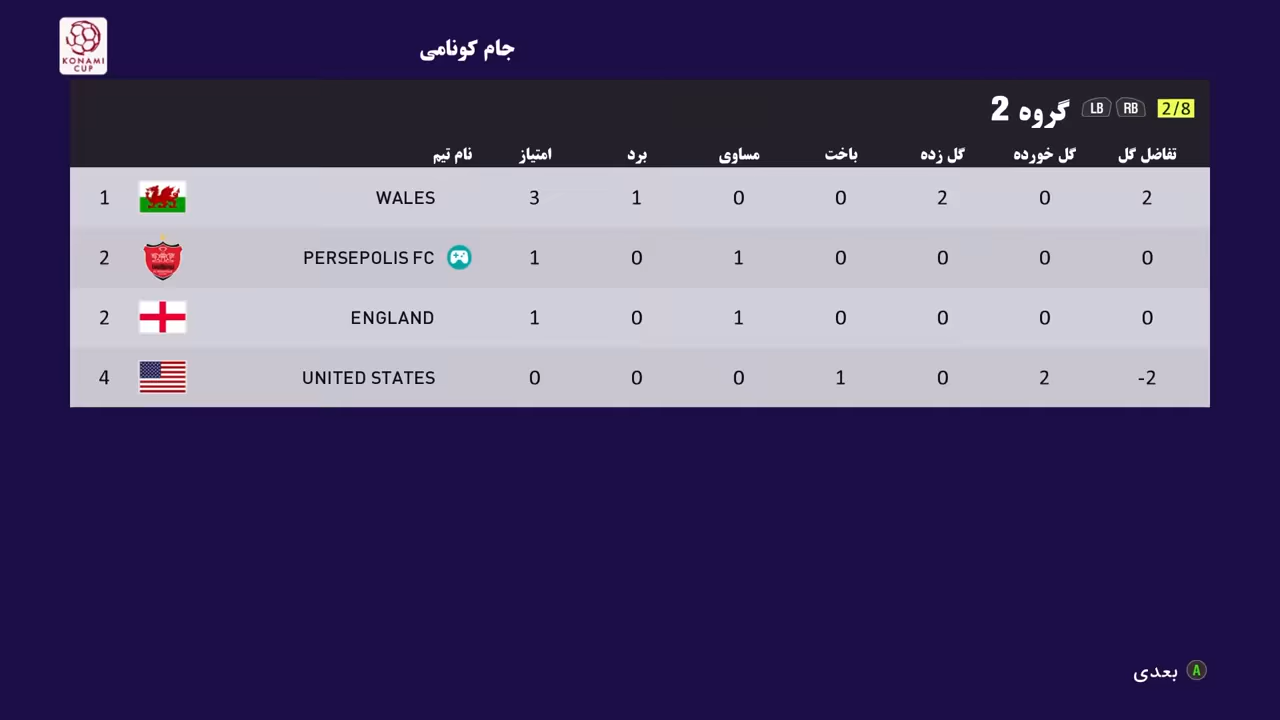 KONAMI
CUP
جام کونامی
2/8 RB LB گروه 2
نام تیم امتیاز برد مساوی باخت گل زده گل خورده تفاضل گل
1 WALES 3 1 0 0 2 0 2
2 PERSEPOLIS FC 1 0 1 0 0 0 0
2 ENGLAND 1 0 1 0 0 0 0
4 UNITED STATES 0 0 0 1 0 2 -2
A بعدی